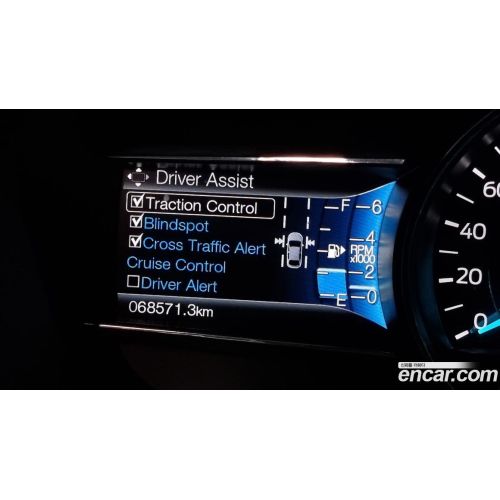 Driver Assist
Traction Control
Blindspot
Cross Traffic Alert
Cruise Control
Driver Alert
068571.3km
F 6
4
RPM
x1000
2
E 0
60
40
20
0
encar.com